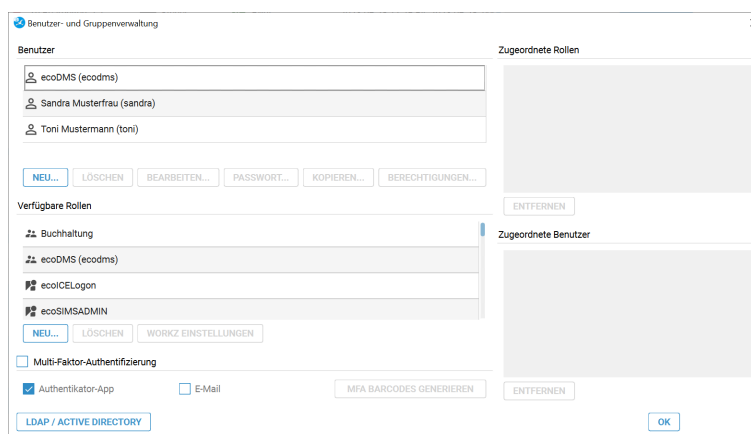 Benutzer- und Gruppenverwaltung
Benutzer
ecoDMS (ecodms)
Sandra Musterfrau (sandra)
Toni Mustermann (toni)
NEU... LÖSCHEN BEARBEITEN... PASSWORT... KOPIEREN... BERECHTIGUNGEN...
Verfügbare Rollen
Buchhaltung
ecoDMS (ecodms)
ecoICELogon
ecoSIMSADMIN
NEU... LÖSCHEN WORKZ EINSTELLUNGEN
Multi-Faktor-Authentifizierung
Authentikator-App E-Mail MFA BARCODES GENERIEREN
LDAP / ACTIVE DIRECTORY
Zugeordnete Rollen
ENTFERNEN
Zugeordnete Benutzer
ENTFERNEN
OK